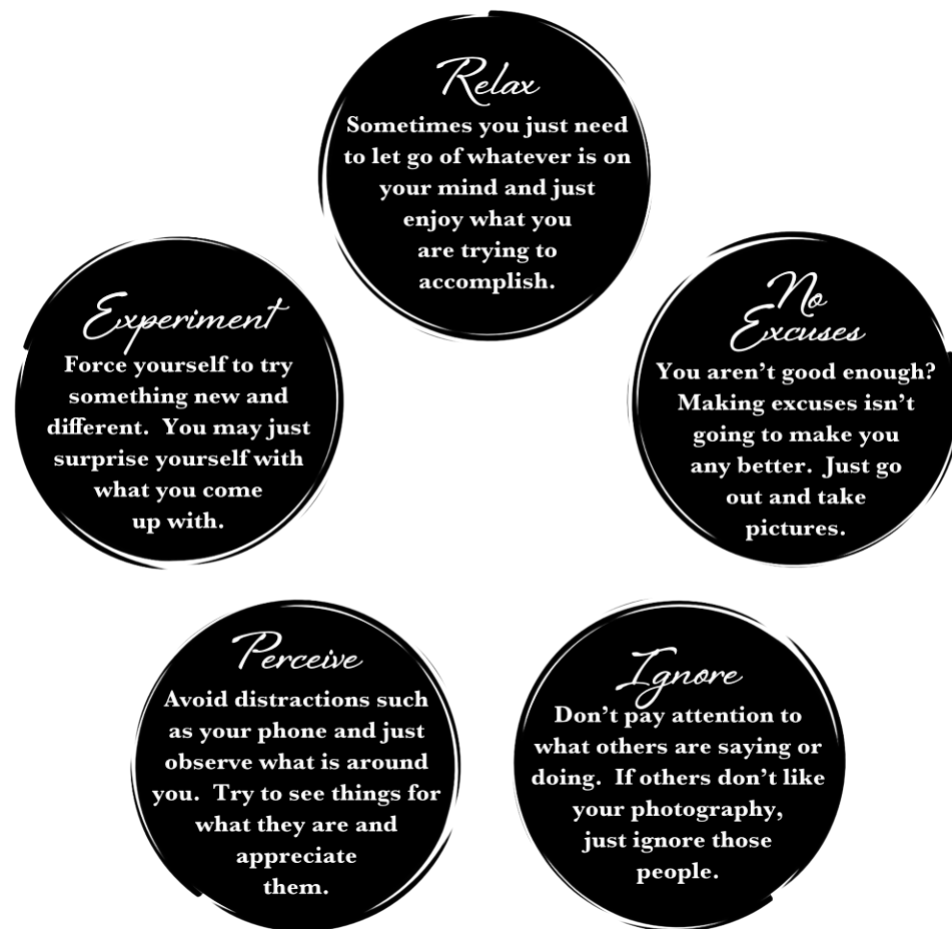 Relax
Sometimes you just need
to let go of whatever is on
your mind and just
enjoy what you
are trying to
accomplish.
No
Excuses
You aren't good enough?
Making excuses isn't
going to make you
any better.  Just go
out and take
pictures.
Ignore
Don't pay attention to
what others are saying or
doing.  If others don't like
your photography,
just ignore those
people.
Perceive
Avoid distractions such
as your phone and just
observe what is around
you.  Try to see things for
what they are and
appreciate
them.
Experiment
Force yourself to try
something new and
different.  You may just
surprise yourself with
what you come
up with.